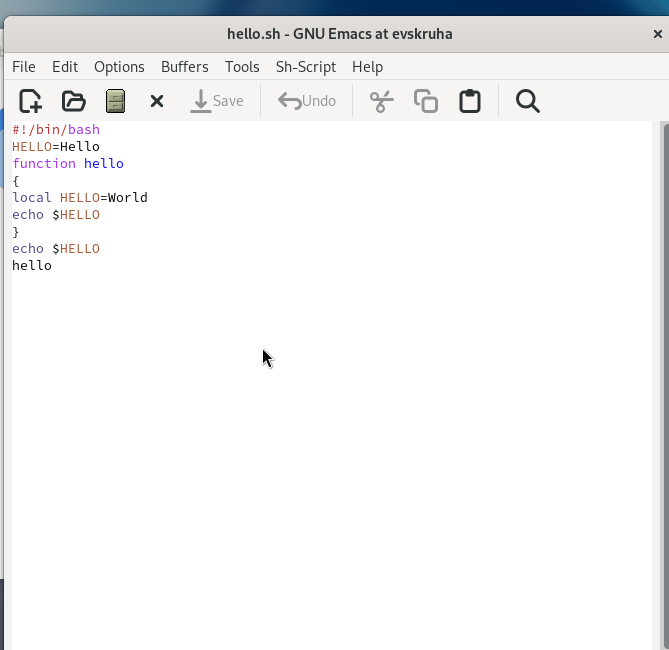 hello.sh - GNU Emacs at evskruha
File Edit Options Buffers Tools Sh-Script Help
Save Undo
#!/bin/bash
HELLO=Hello
function hello
{
local HELLO=World
echo $HELLO
}
echo $HELLO
hello